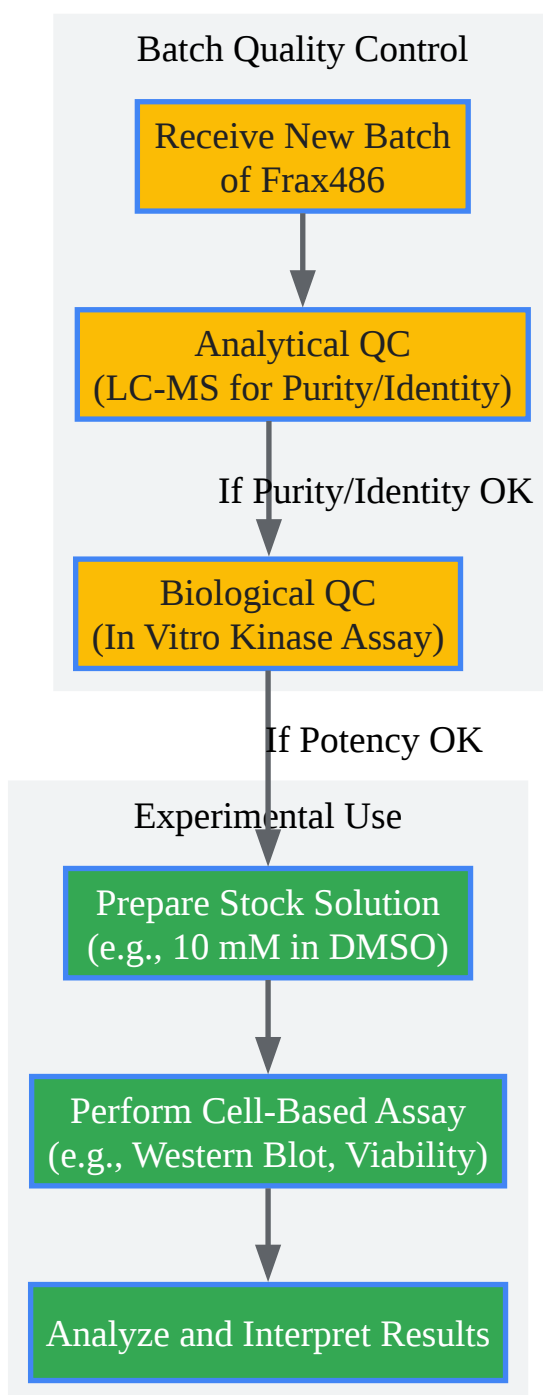 Batch Quality Control
Receive New Batch
of Frax486
Analytical QC
(LC-MS for Purity/Identity)
If Purity/Identity OK
Biological QC
(In Vitro Kinase Assay)
If Potency OK
Experimental Use
Prepare Stock Solution
(e.g., 10 mM in DMSO)
Perform Cell-Based Assay
(e.g., Western Blot, Viability)
Analyze and Interpret Results